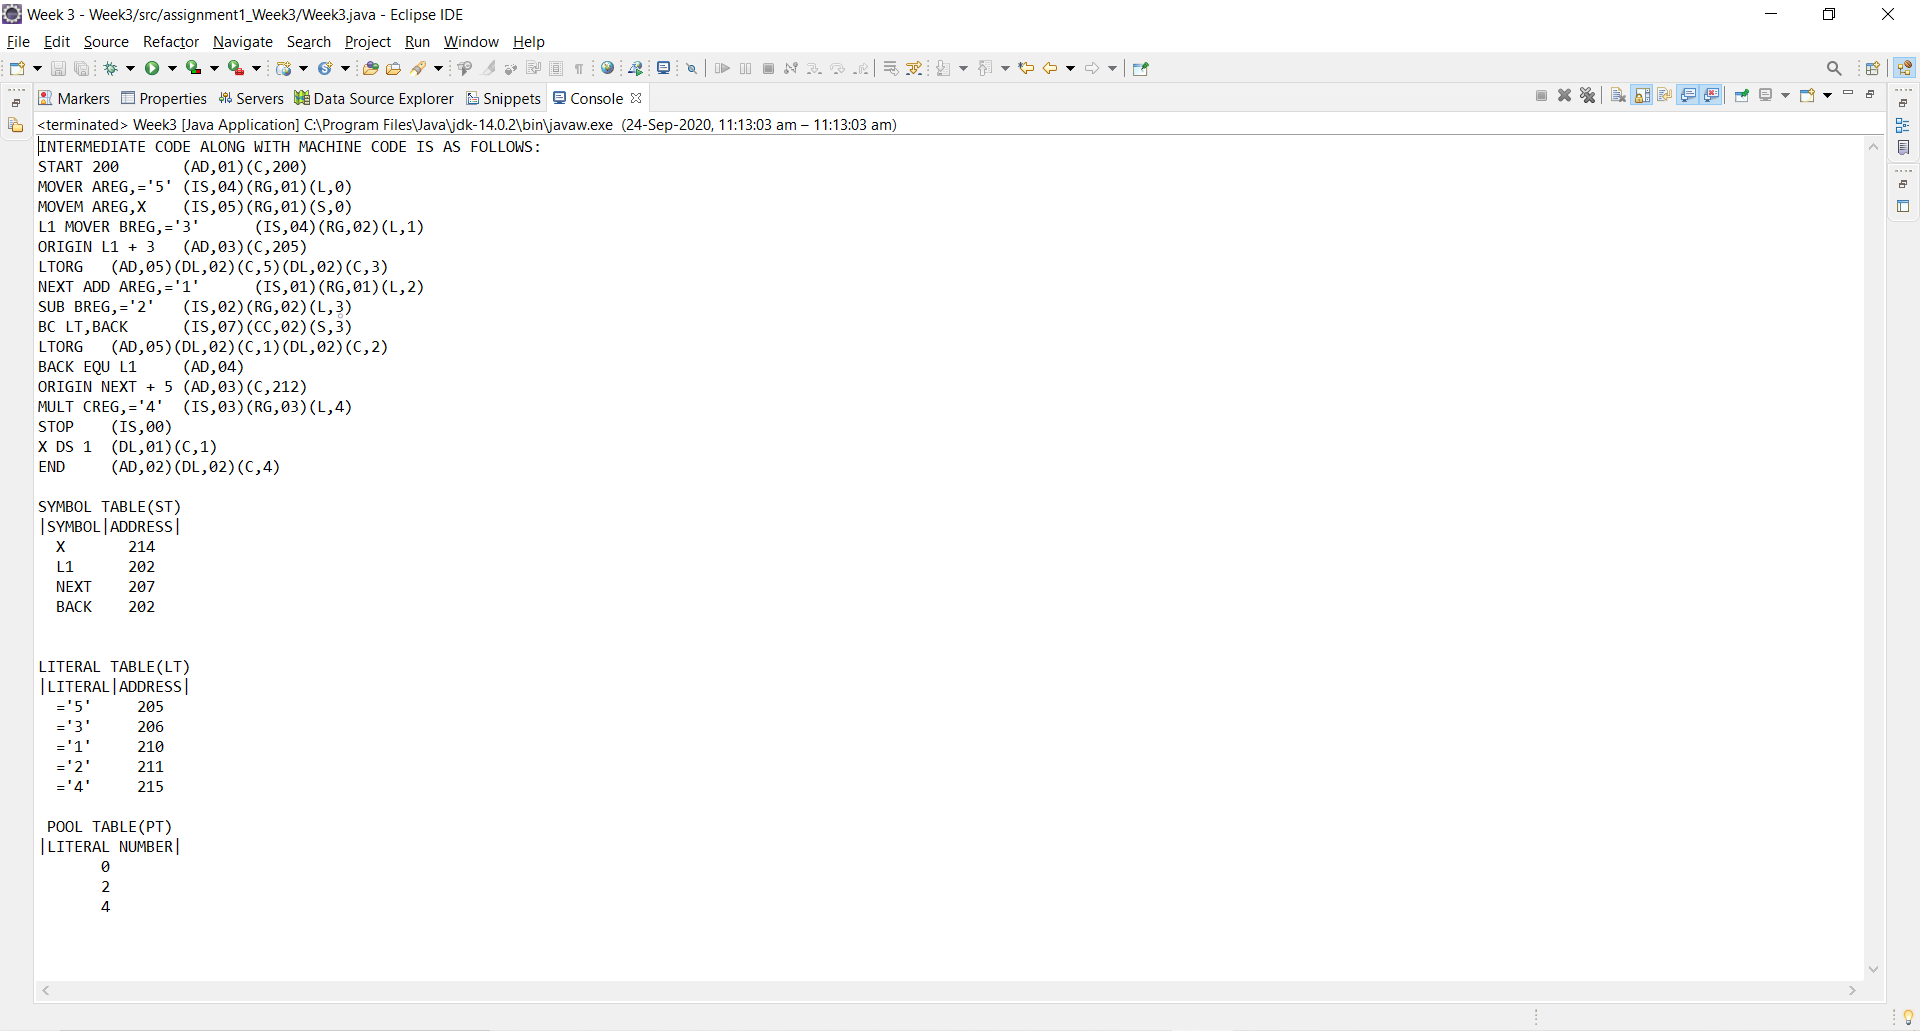 Week 3 - Week3/src/assignment1_Week3/Week3.java - Eclipse IDE
File Edit Source Refactor Navigate Search Project Run Window Help
Markers Properties Servers Data Source Explorer Snippets Console
<terminated> Week3 [Java Application] C:\Program Files\Java\jdk-14.0.2\bin\javaw.exe (24-Sep-2020, 11:13:03 am – 11:13:03 am)
INTERMEDIATE CODE ALONG WITH MACHINE CODE IS AS FOLLOWS:
START 200 (AD,01)(C,200)
MOVER AREG,='5' (IS,04)(RG,01)(L,0)
MOVEM AREG,X (IS,05)(RG,01)(S,0)
L1 MOVER BREG,='3' (IS,04)(RG,02)(L,1)
ORIGIN L1 + 3 (AD,03)(C,205)
LTORG (AD,05)(DL,02)(C,5)(DL,02)(C,3)
NEXT ADD AREG,='1' (IS,01)(RG,01)(L,2)
SUB BREG,='2' (IS,02)(RG,02)(L,3)
BC LT,BACK (IS,07)(CC,02)(S,3)
LTORG (AD,05)(DL,02)(C,1)(DL,02)(C,2)
BACK EQU L1 (AD,04)
ORIGIN NEXT + 5 (AD,03)(C,212)
MULT CREG,='4' (IS,03)(RG,03)(L,4)
STOP (IS,00)
X DS 1 (DL,01)(C,1)
END (AD,02)(DL,02)(C,4)
SYMBOL TABLE(ST)
|SYMBOL|ADDRESS|
X 214
L1 202
NEXT 207
BACK 202
LITERAL TABLE(LT)
|LITERAL|ADDRESS|
='5' 205
='3' 206
='1' 210
='2' 211
='4' 215
POOL TABLE(PT)
|LITERAL NUMBER|
0
2
4